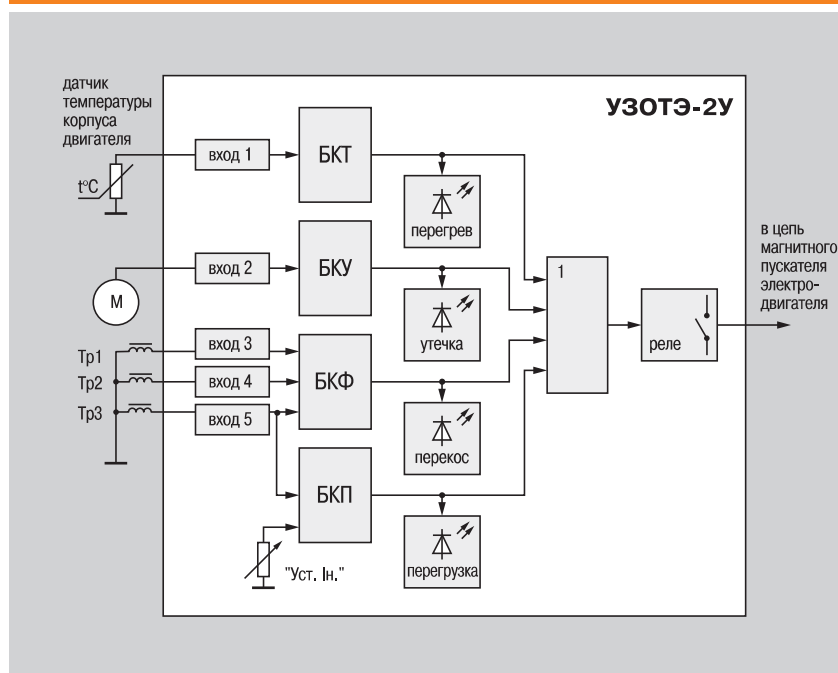 датчик
температуры
корпуса
двигателя
УЗОТЭ-2У
вход 1
БКТ
t°C
перегрев
в цепь
магнитного
пускателя
электро-
двигателя
вход 2
БКУ
1
М
утечка
реле
вход 3
Тр1
вход 4
БКФ
Тр2
вход 5
Тр3
перекос
БКП
"Уст. Iн."
перегрузка